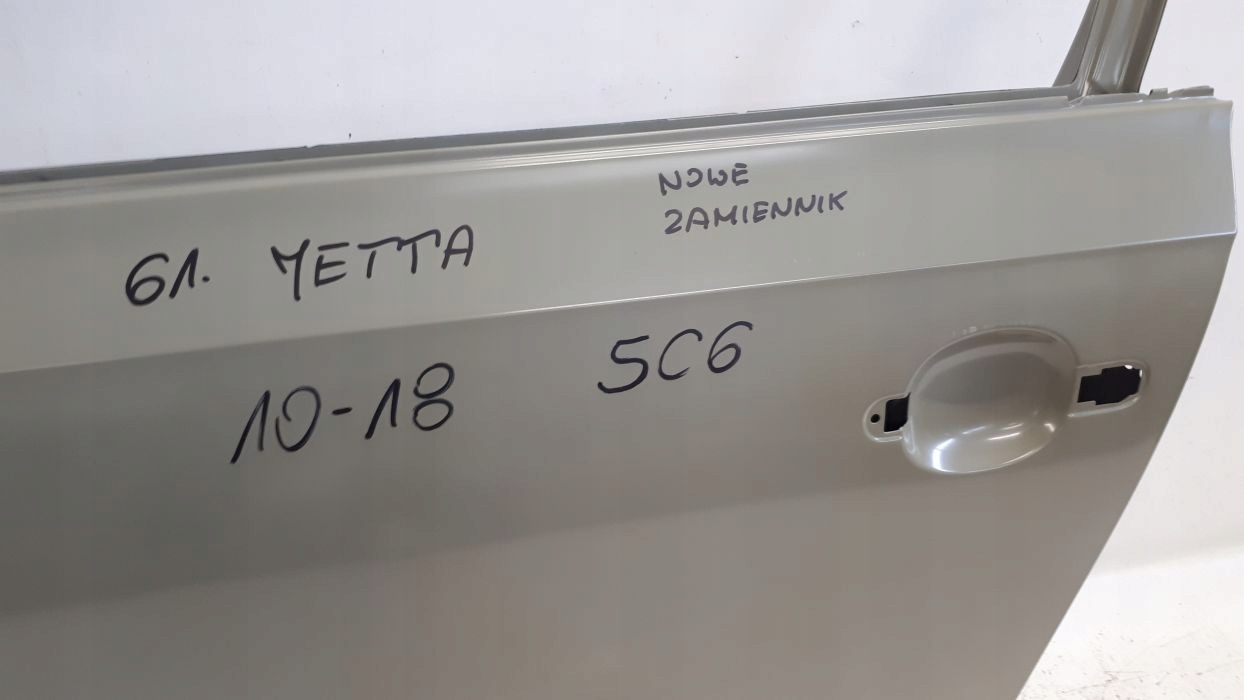 61. YETTA
NOWE
ZAMIENNIK
10-18 5C6